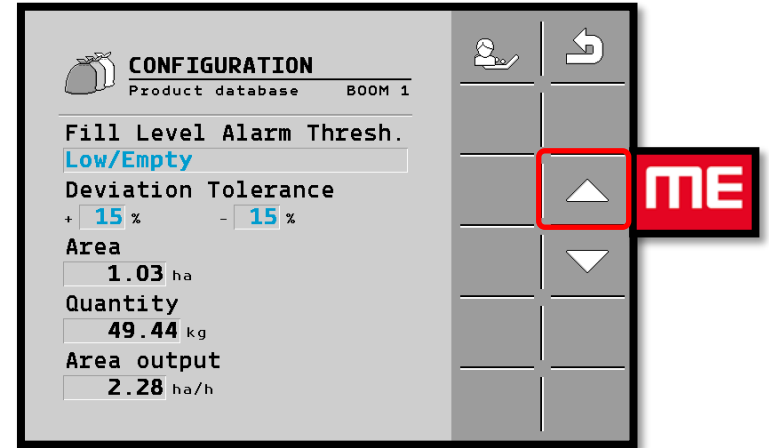 CONFIGURATION
Product database BOOM 1
Fill Level Alarm Thresh.
Low/Empty
Deviation Tolerance
+ 15 % - 15 %
Area
1.03 ha
Quantity
49.44 kg
Area output
2.28 ha/h
ME